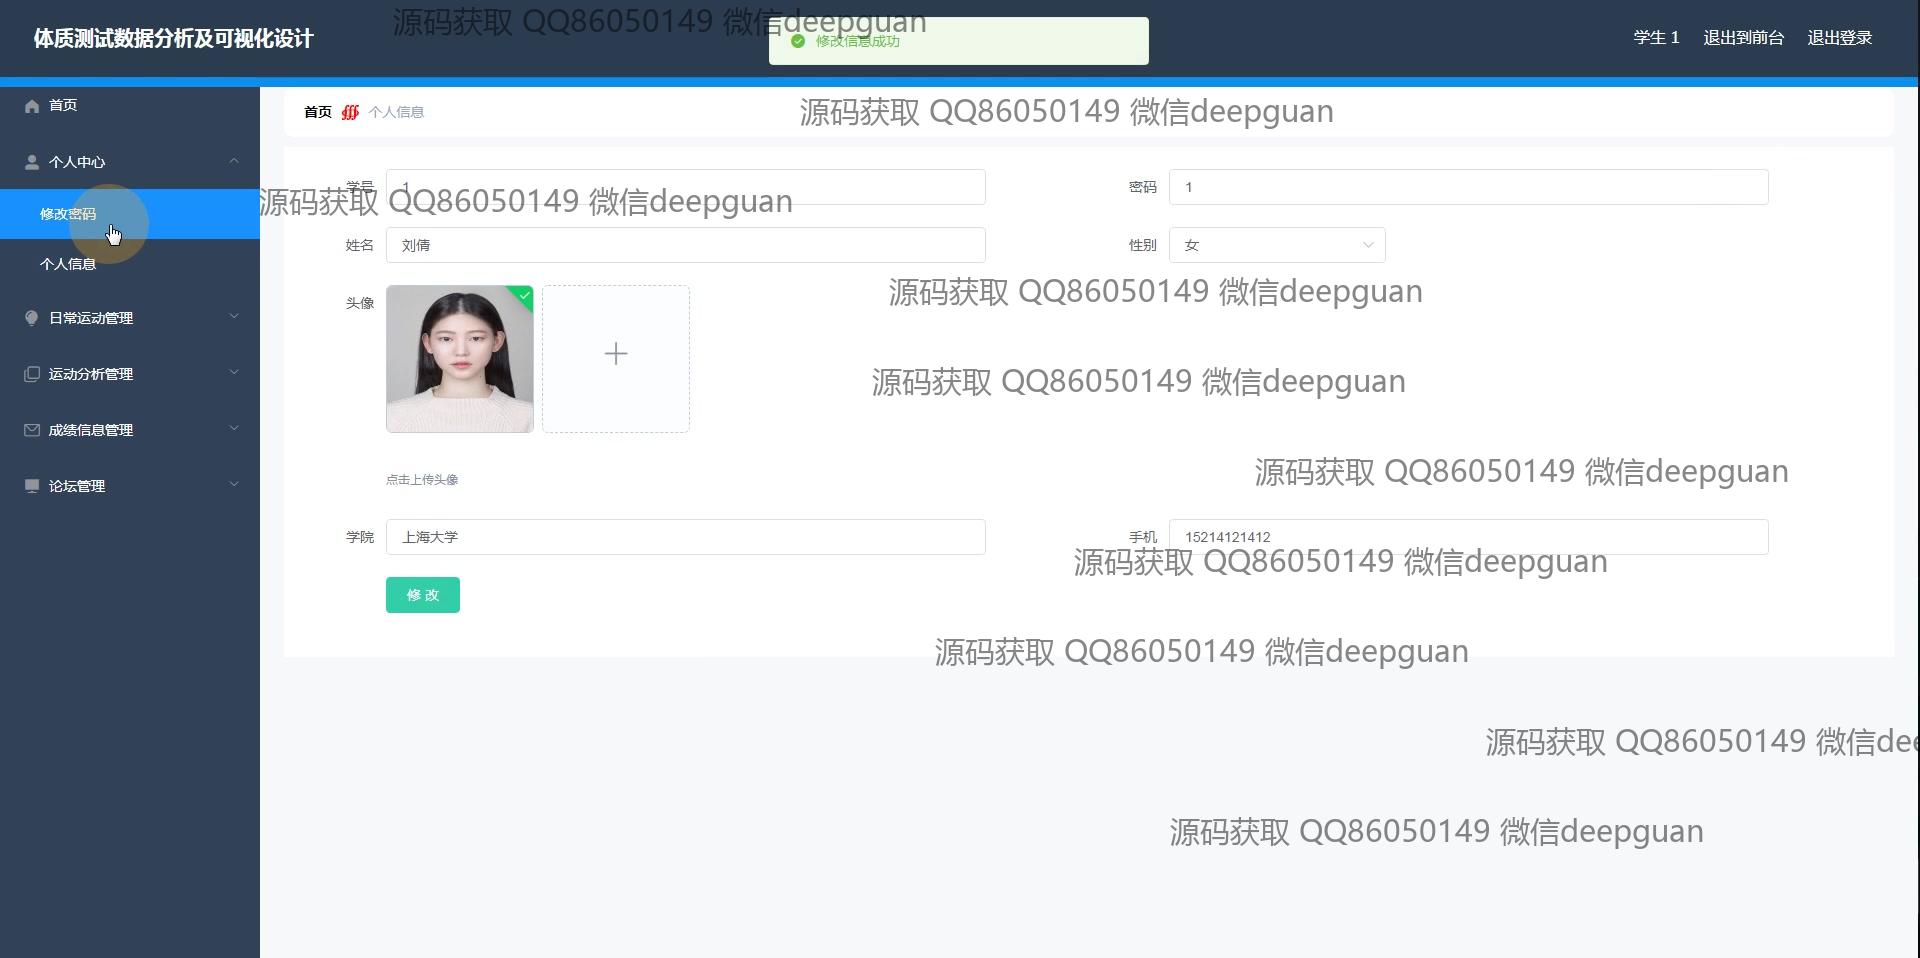 体质测试数据分析及可视化设计
源码获取 QQ86050149 微信deepguan
修改信息成功
学生 1
退出到前台
退出登录
首页
首页
个人信息
源码获取 QQ86050149 微信deepguan
个人中心
学号
1
密码
1
源码获取 QQ86050149 微信deepguan
修改密码
姓名
刘倩
性别
女
个人信息
源码获取 QQ86050149 微信deepguan
头像
日常运动管理
运动分析管理
源码获取 QQ86050149 微信deepguan
成绩信息管理
源码获取 QQ86050149 微信deepguan
点击上传头像
论坛管理
学院
上海大学
手机
15214121412
源码获取 QQ86050149 微信deepguan
修 改
源码获取 QQ86050149 微信deepguan
源码获取 QQ86050149 微信dee
源码获取 QQ86050149 微信deepguan